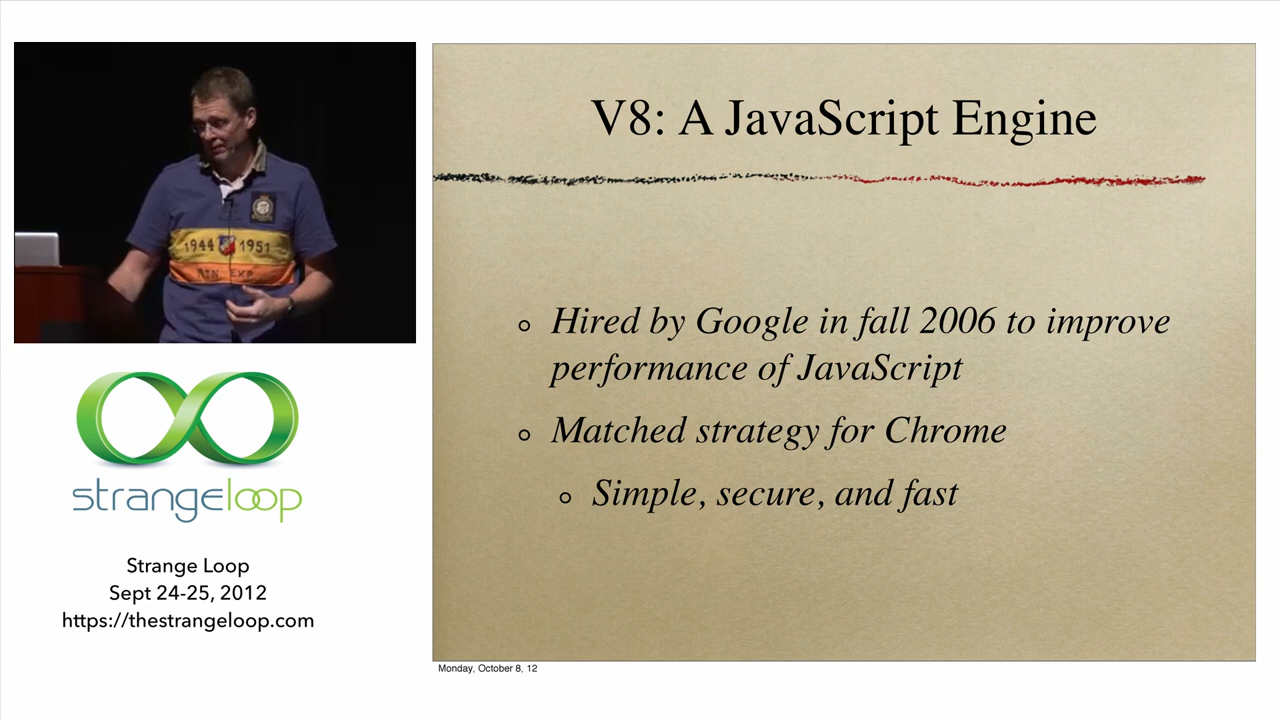 V8: A JavaScript Engine
1944 1951
ATN EXP
Hired by Google in fall 2006 to improve
performance of JavaScript
Matched strategy for Chrome
Simple, secure, and fast
strangeloop
Strange Loop
Sept 24-25, 2012
https://thestrangeloop.com
Monday, October 8, 12